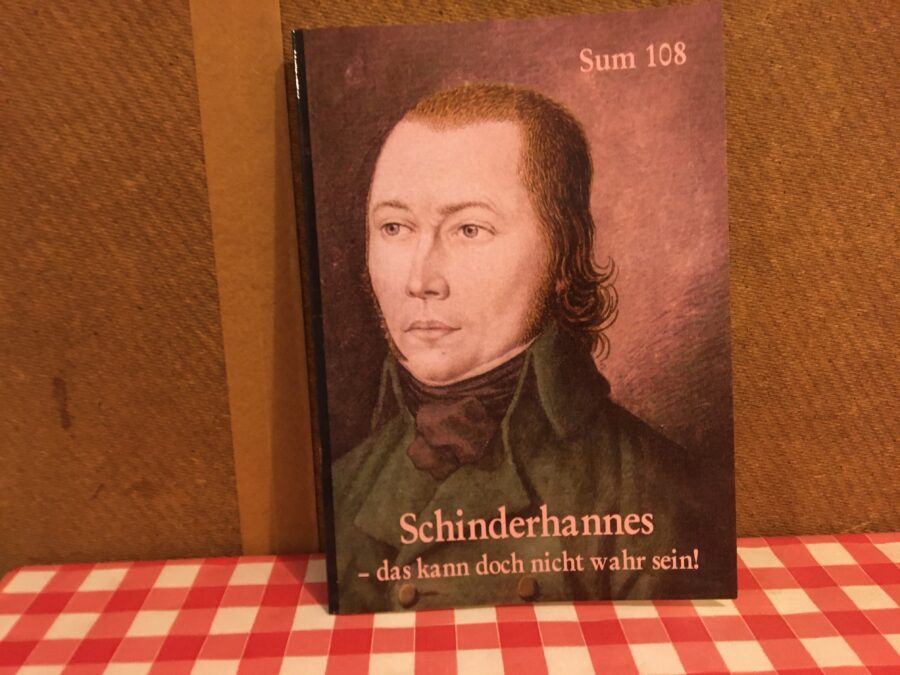 Sum 108
Schinderhannes
– das kann doch nicht wahr sein!